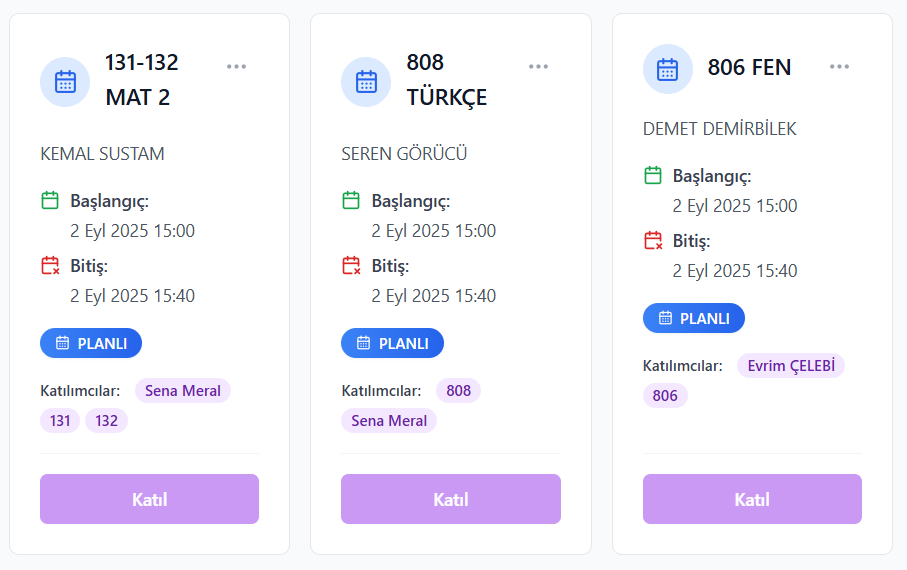 131-132
MAT 2
KEMAL SUSTAM
Başlangıç:
2 Eyl 2025 15:00
Bitiş:
2 Eyl 2025 15:40
PLANLI
Katılımcılar: Sena Meral
131 132
Katıl
808
TÜRKÇE
SEREN GÖRÜCÜ
Başlangıç:
2 Eyl 2025 15:00
Bitiş:
2 Eyl 2025 15:40
PLANLI
Katılımcılar: 808
Sena Meral
Katıl
806 FEN
DEMET DEMİRBİLEK
Başlangıç:
2 Eyl 2025 15:00
Bitiş:
2 Eyl 2025 15:40
PLANLI
Katılımcılar: Evrim ÇELEBİ
806
Katıl